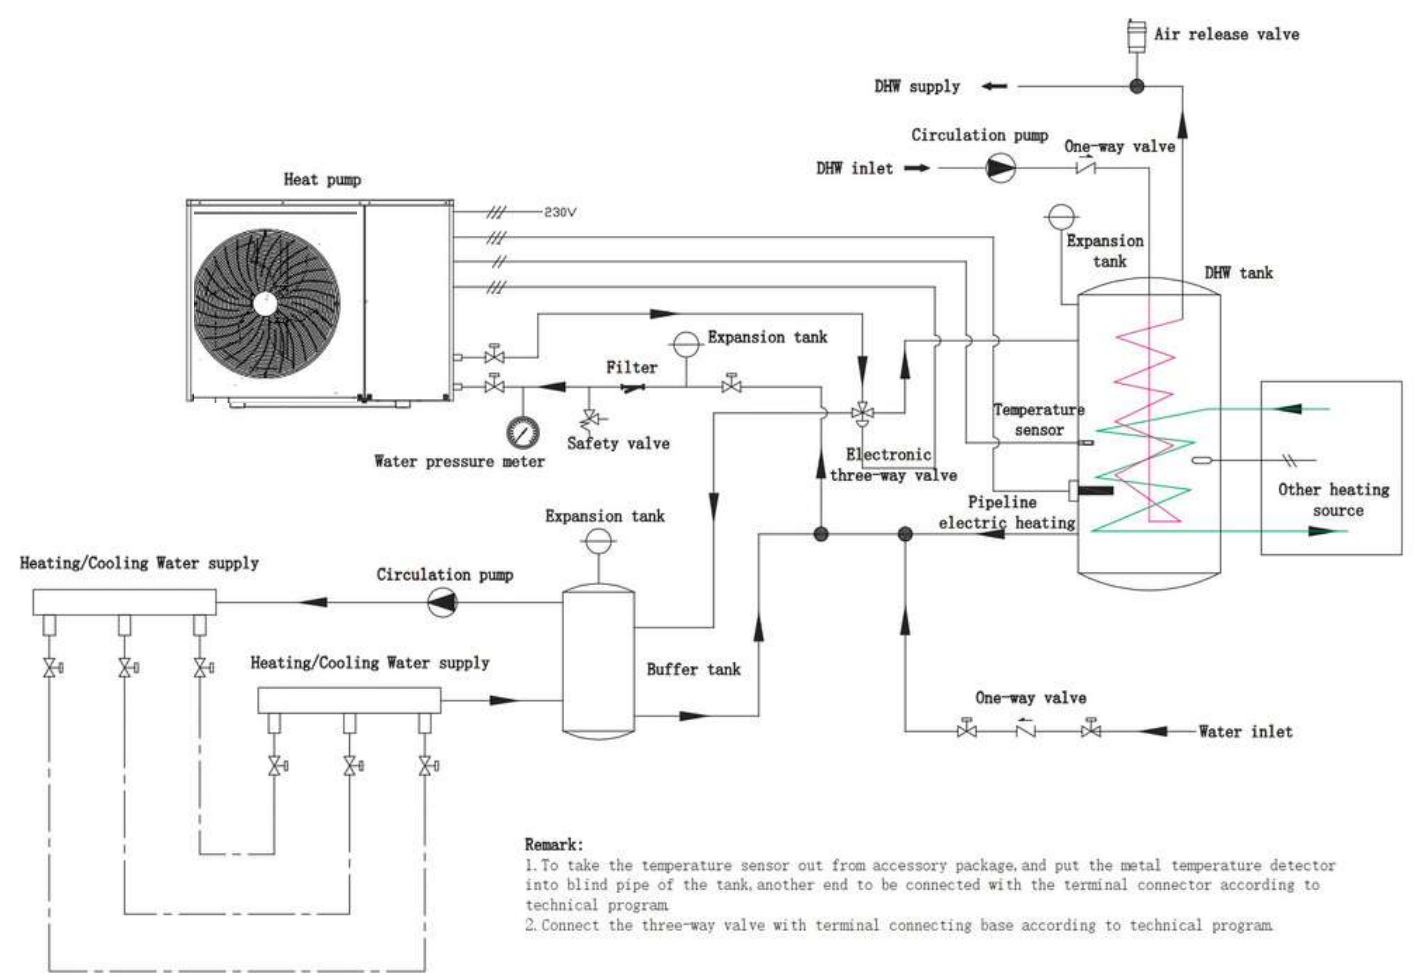 Air release valve
DHW supply
Circulation pump
One-way valve
DHW inlet
Heat pump
230V
Expansion
tank
DHW tank
Expansion tank
Filter
Temperature
sensor
Safety valve
Water pressure meter
Electronic
three-way valve
Pipeline
electric heating
Other heating
source
Expansion tank
Heating/Cooling Water supply
Circulation pump
Heating/Cooling Water supply
Buffer tank
One-way valve
Water inlet
Remark:
1. To take the temperature sensor out from accessory package, and put the metal temperature detector
into blind pipe of the tank, another end to be connected with the terminal connector according to
technical program.
2. Connect the three-way valve with terminal connecting base according to technical program.